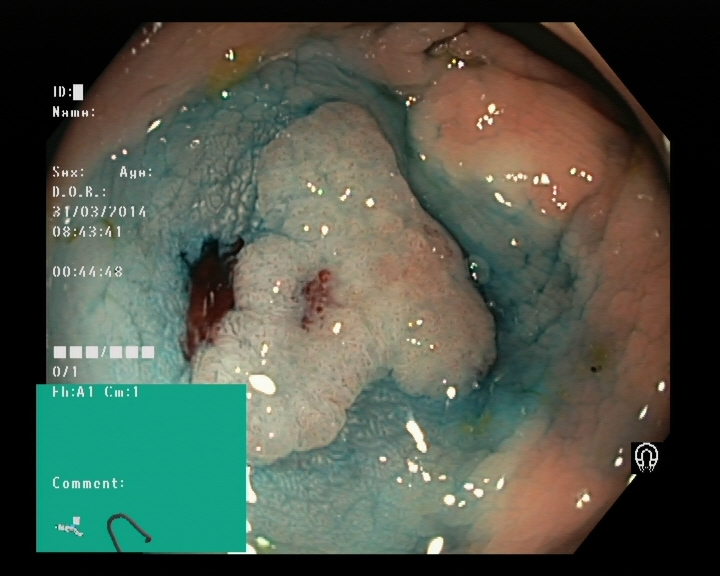 ID:
Name:
Sex: Age:
D.O.B.:
31/03/2014
08:43:41
00:44:48
■■■/■■■
0/1
Eh:A1 Cm:1
Comment: